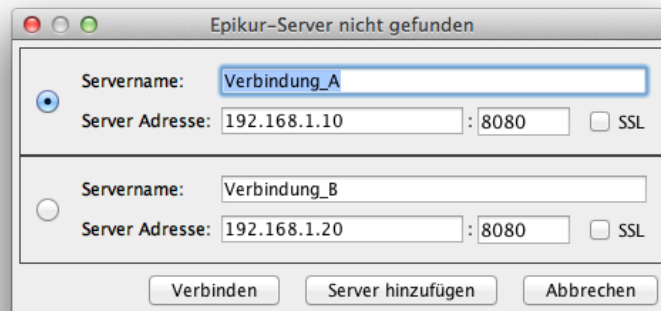 Epikur-Server nicht gefunden
Servername: Verbindung_A
Server Adresse: 192.168.1.10 : 8080 SSL
Servername: Verbindung_B
Server Adresse: 192.168.1.20 : 8080 SSL
Verbinden Server hinzufügen Abbrechen